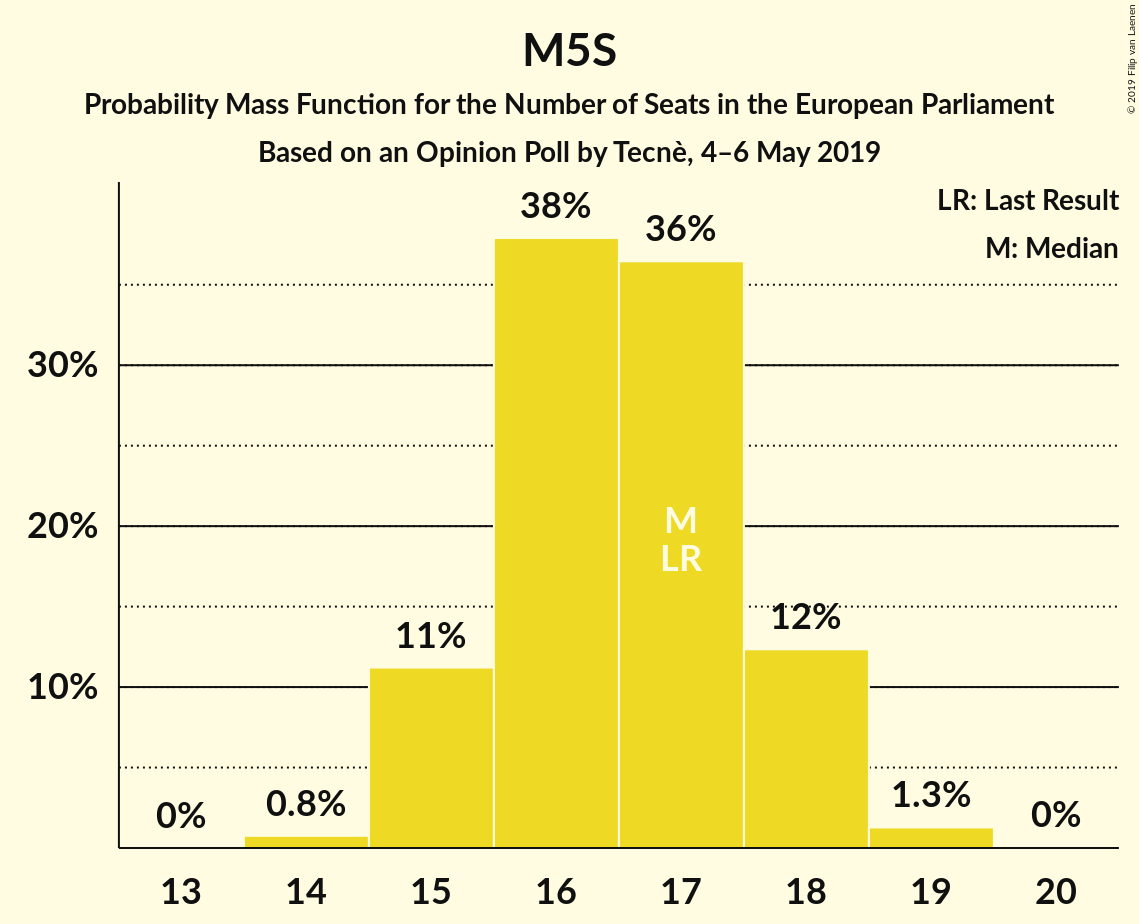 M5S
Probability Mass Function for the Number of Seats in the European Parliament
Based on an Opinion Poll by Tecnè, 4–6 May 2019
© 2019 Filip van Laenen
LR: Last Result
M: Median
38%
36%
30%
20%
10%
M
LR
12%
11%
0%
0.8%
1.3%
0%
13 14 15 16 17 18 19 20